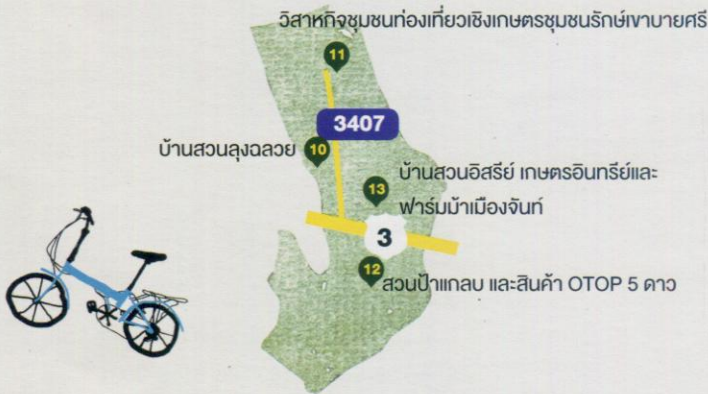 วิสาหกิจชุมชนท่องเที่ยวเชิงเกษตรชุมชนรักษ์เขาบายศรี
11
3407
บ้านสวนลุงฉลวย 10
13 บ้านสวนอิสรีย์ เกษตรอินทรีย์และ
ฟาร์มม้าเมืองจันท์
3
12 สวนป้าแกลบ และสินค้า OTOP 5 ดาว